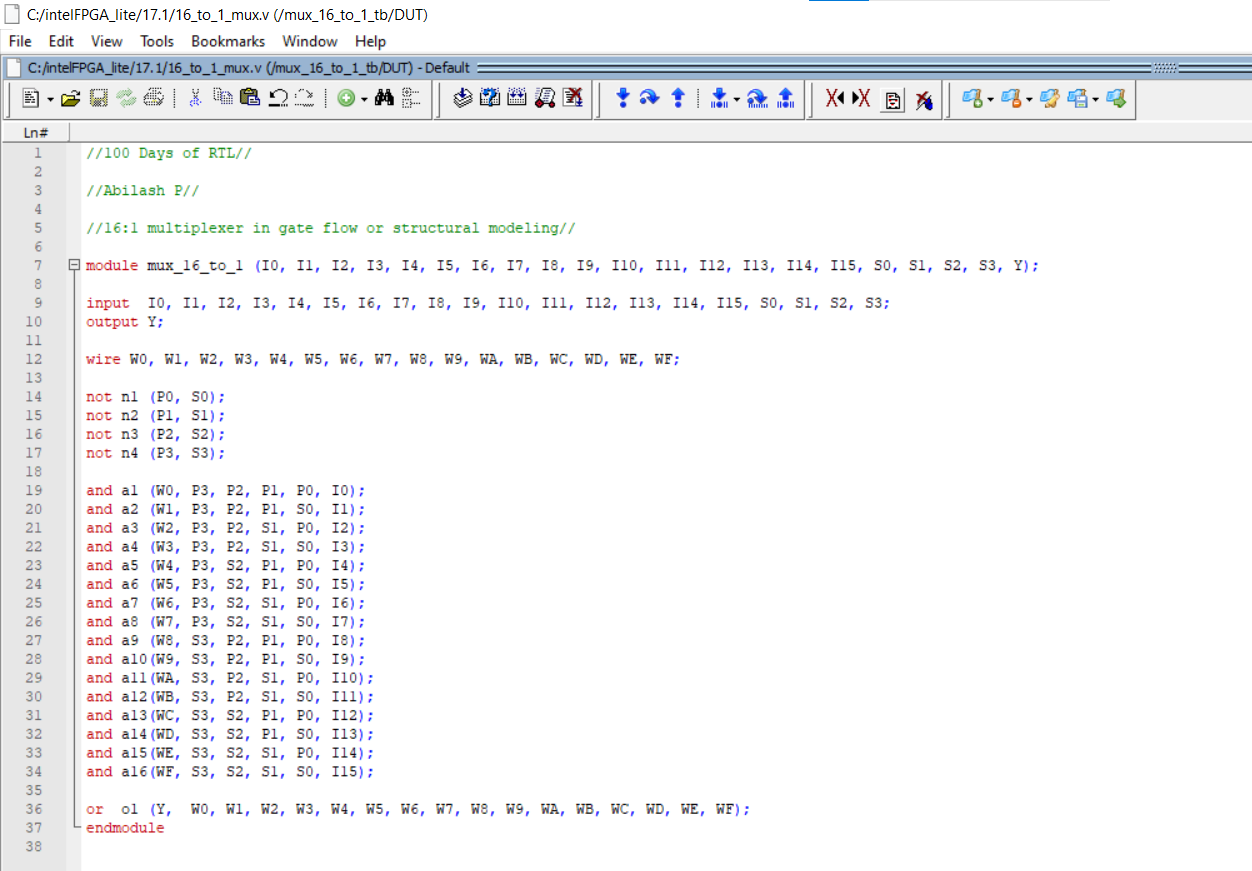 C:/intelFPGA_lite/17.1/16_to_1_mux.v (/mux_16_to_1_tb/DUT)
File Edit View Tools Bookmarks Window Help
C:/intelFPGA_lite/17.1/16_to_1_mux.v (/mux_16_to_1_tb/DUT) - Default
Ln#
1 //100 Days of RTL//
2
3 //Abilash P//
4
5 //16:1 multiplexer in gate flow or structural modeling//
6
7 module mux_16_to_1 (I0, I1, I2, I3, I4, I5, I6, I7, I8, I9, I10, I11, I12, I13, I14, I15, S0, S1, S2, S3, Y);
8
9 input  I0, I1, I2, I3, I4, I5, I6, I7, I8, I9, I10, I11, I12, I13, I14, I15, S0, S1, S2, S3;
10 output Y;
11
12 wire W0, W1, W2, W3, W4, W5, W6, W7, W8, W9, WA, WB, WC, WD, WE, WF;
13
14 not n1 (P0, S0);
15 not n2 (P1, S1);
16 not n3 (P2, S2);
17 not n4 (P3, S3);
18
19 and a1 (W0, P3, P2, P1, P0, I0);
20 and a2 (W1, P3, P2, P1, S0, I1);
21 and a3 (W2, P3, P2, S1, P0, I2);
22 and a4 (W3, P3, P2, S1, S0, I3);
23 and a5 (W4, P3, S2, P1, P0, I4);
24 and a6 (W5, P3, S2, P1, S0, I5);
25 and a7 (W6, P3, S2, S1, P0, I6);
26 and a8 (W7, P3, S2, S1, S0, I7);
27 and a9 (W8, S3, P2, P1, P0, I8);
28 and a10(W9, S3, P2, P1, S0, I9);
29 and a11(WA, S3, P2, S1, P0, I10);
30 and a12(WB, S3, P2, S1, S0, I11);
31 and a13(WC, S3, S2, P1, P0, I12);
32 and a14(WD, S3, S2, P1, S0, I13);
33 and a15(WE, S3, S2, S1, P0, I14);
34 and a16(WF, S3, S2, S1, S0, I15);
35
36 or  o1 (Y,  W0, W1, W2, W3, W4, W5, W6, W7, W8, W9, WA, WB, WC, WD, WE, WF);
37 endmodule
38